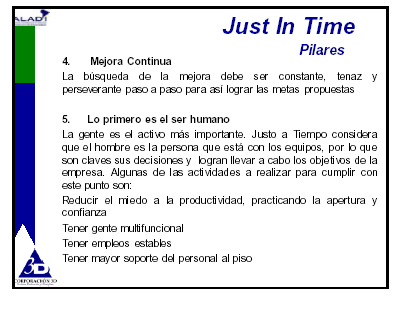 ALADI
Just In Time
Pilares
4. Mejora Continua
La búsqueda de la mejora debe ser constante, tenaz y
perseverante paso a paso para así lograr las metas propuestas
5. Lo primero es el ser humano
La gente es el activo más importante. Justo a Tiempo considera
que el hombre es la persona que está con los equipos, por lo que
son claves sus decisiones y logran llevar a cabo los objetivos de la
empresa. Algunas de las actividades a realizar para cumplir con
este punto son:
Reducir el miedo a la productividad, practicando la apertura y
confianza
Tener gente multifuncional
Tener empleos estables
Tener mayor soporte del personal al piso
3D
CORPORACION 3D